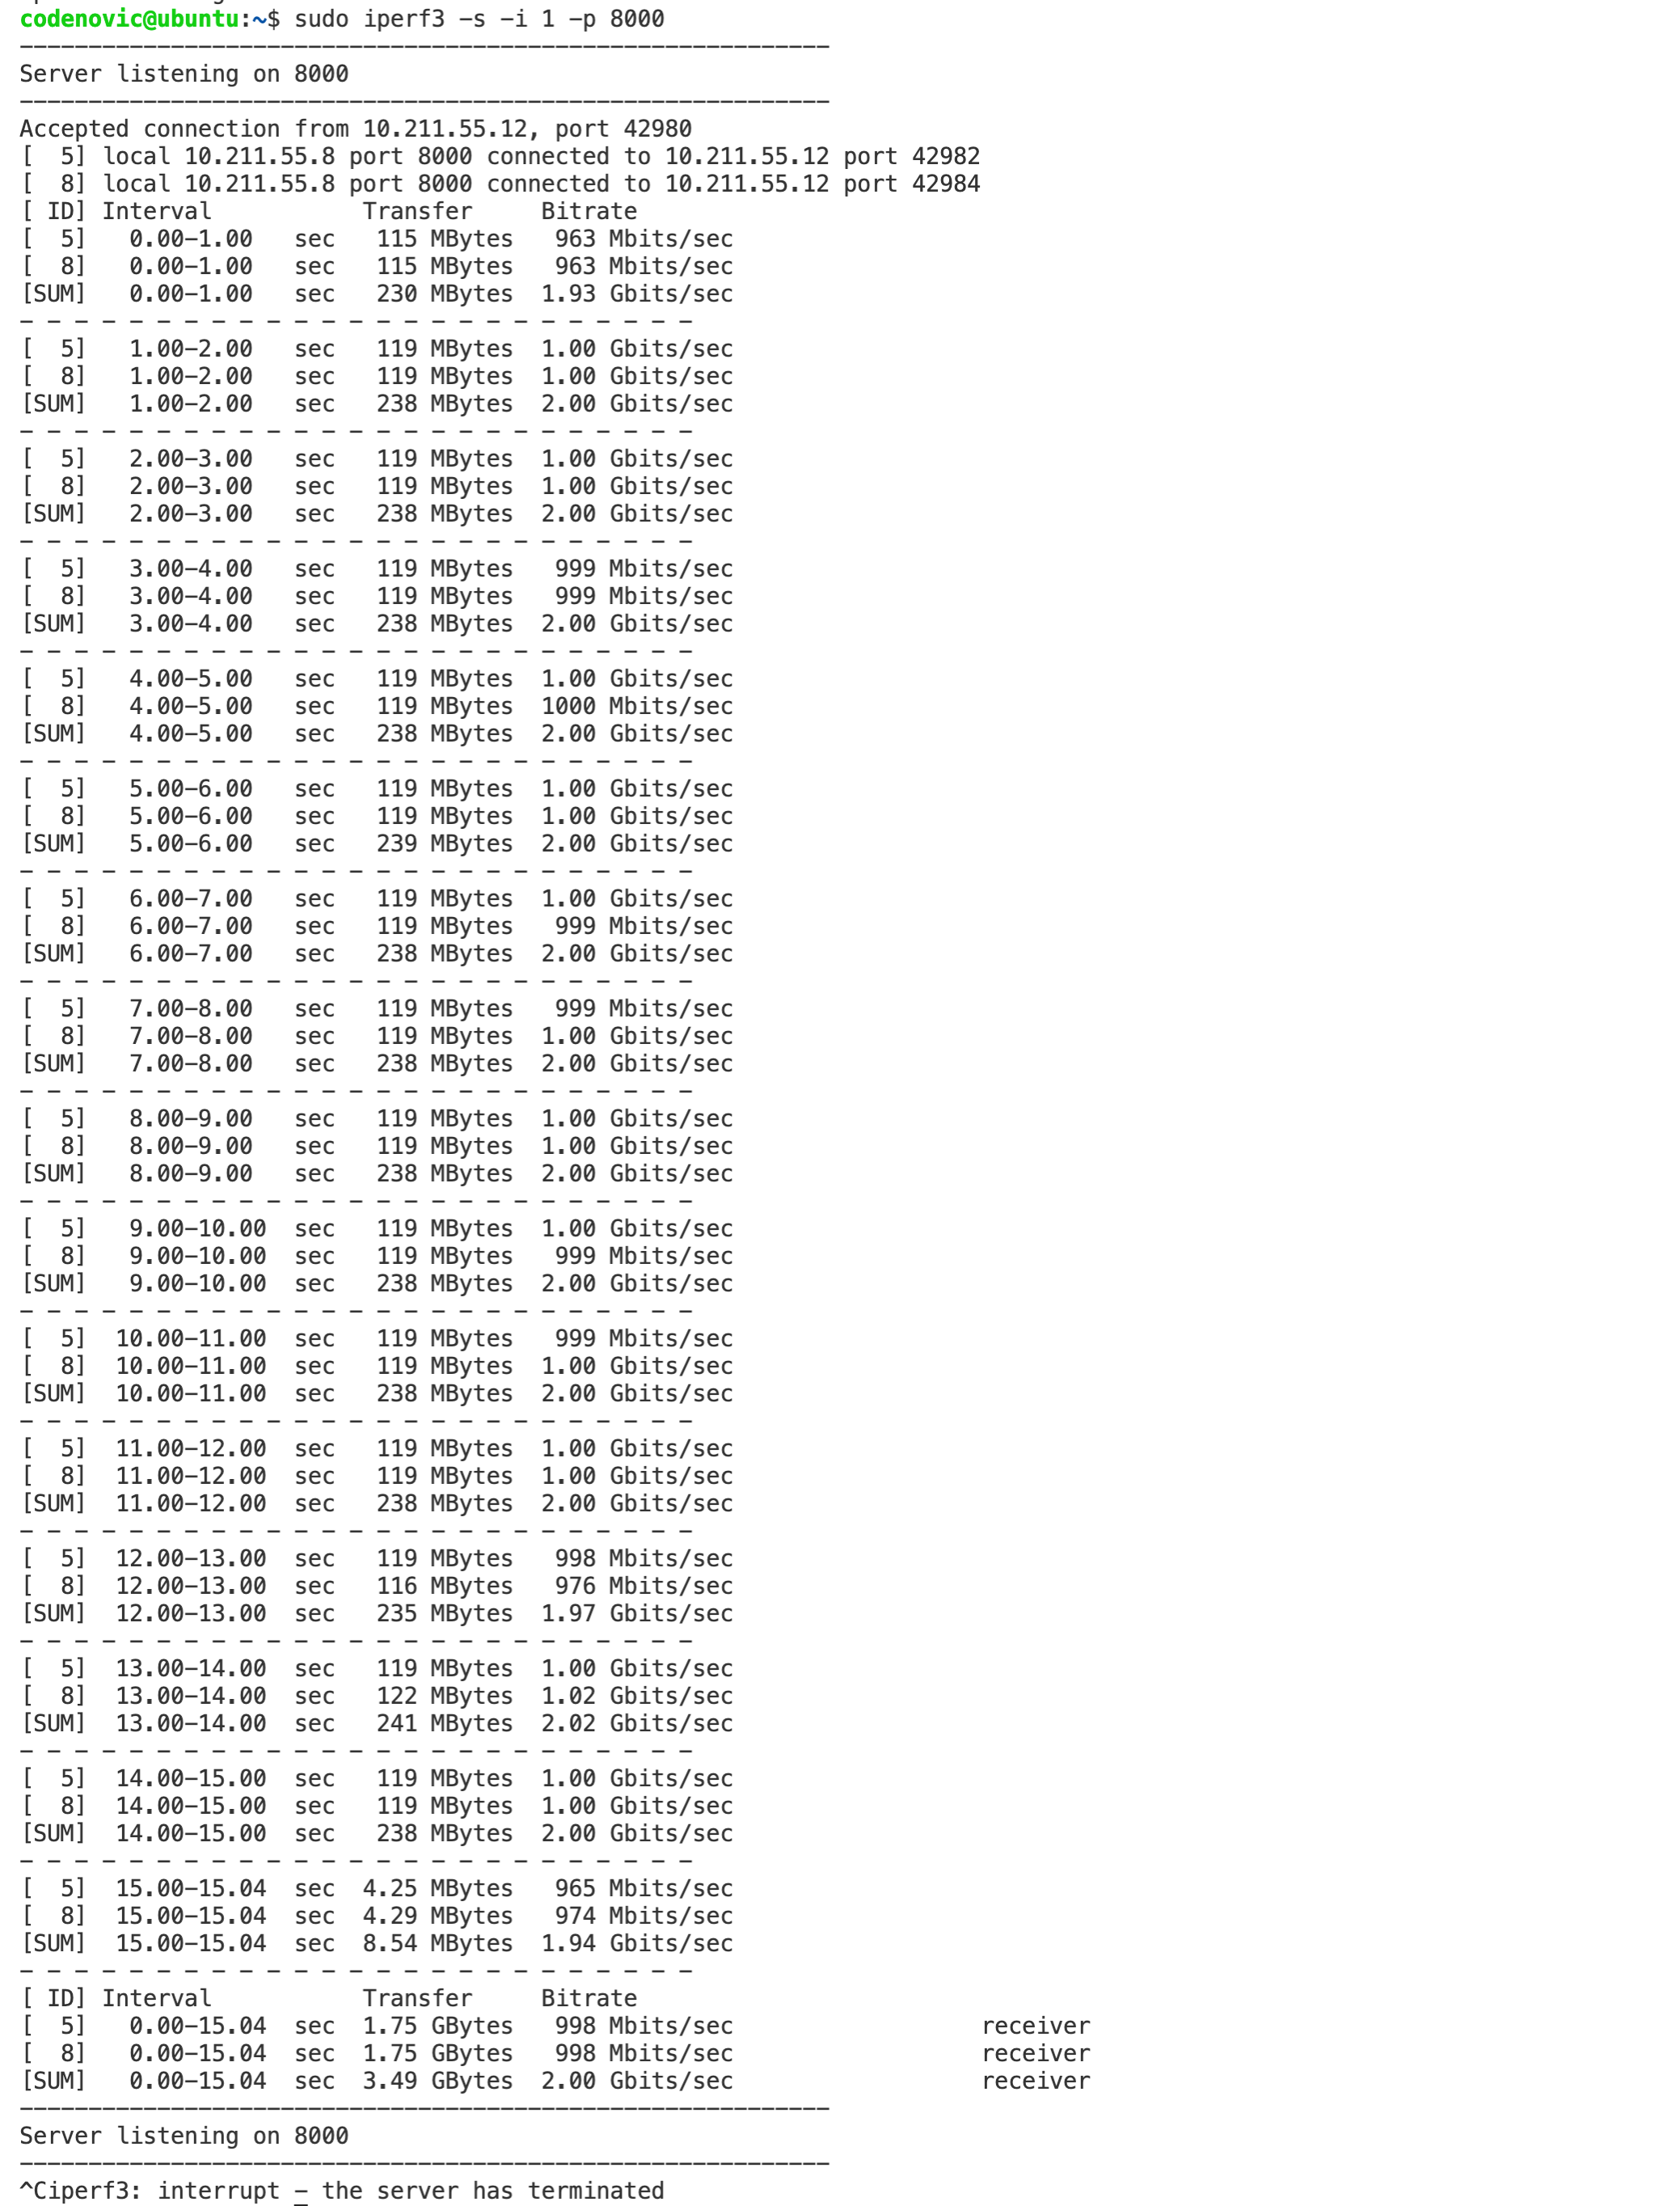 codenovic@ubuntu:~$ sudo iperf3 -s -i 1 -p 8000
-----------------------------------------------------------
Server listening on 8000
-----------------------------------------------------------
Accepted connection from 10.211.55.12, port 42980
[  5] local 10.211.55.8 port 8000 connected to 10.211.55.12 port 42982
[  8] local 10.211.55.8 port 8000 connected to 10.211.55.12 port 42984
[ ID] Interval           Transfer     Bitrate
[  5]   0.00-1.00   sec   115 MBytes   963 Mbits/sec
[  8]   0.00-1.00   sec   115 MBytes   963 Mbits/sec
[SUM]   0.00-1.00   sec   230 MBytes  1.93 Gbits/sec
- - - - - - - - - - - - - - - - - - - - - - - - -
[  5]   1.00-2.00   sec   119 MBytes  1.00 Gbits/sec
[  8]   1.00-2.00   sec   119 MBytes  1.00 Gbits/sec
[SUM]   1.00-2.00   sec   238 MBytes  2.00 Gbits/sec
- - - - - - - - - - - - - - - - - - - - - - - - -
[  5]   2.00-3.00   sec   119 MBytes  1.00 Gbits/sec
[  8]   2.00-3.00   sec   119 MBytes  1.00 Gbits/sec
[SUM]   2.00-3.00   sec   238 MBytes  2.00 Gbits/sec
- - - - - - - - - - - - - - - - - - - - - - - - -
[  5]   3.00-4.00   sec   119 MBytes   999 Mbits/sec
[  8]   3.00-4.00   sec   119 MBytes   999 Mbits/sec
[SUM]   3.00-4.00   sec   238 MBytes  2.00 Gbits/sec
- - - - - - - - - - - - - - - - - - - - - - - - -
[  5]   4.00-5.00   sec   119 MBytes  1.00 Gbits/sec
[  8]   4.00-5.00   sec   119 MBytes  1000 Mbits/sec
[SUM]   4.00-5.00   sec   238 MBytes  2.00 Gbits/sec
- - - - - - - - - - - - - - - - - - - - - - - - -
[  5]   5.00-6.00   sec   119 MBytes  1.00 Gbits/sec
[  8]   5.00-6.00   sec   119 MBytes  1.00 Gbits/sec
[SUM]   5.00-6.00   sec   239 MBytes  2.00 Gbits/sec
- - - - - - - - - - - - - - - - - - - - - - - - -
[  5]   6.00-7.00   sec   119 MBytes  1.00 Gbits/sec
[  8]   6.00-7.00   sec   119 MBytes   999 Mbits/sec
[SUM]   6.00-7.00   sec   238 MBytes  2.00 Gbits/sec
- - - - - - - - - - - - - - - - - - - - - - - - -
[  5]   7.00-8.00   sec   119 MBytes   999 Mbits/sec
[  8]   7.00-8.00   sec   119 MBytes  1.00 Gbits/sec
[SUM]   7.00-8.00   sec   238 MBytes  2.00 Gbits/sec
- - - - - - - - - - - - - - - - - - - - - - - - -
[  5]   8.00-9.00   sec   119 MBytes  1.00 Gbits/sec
[  8]   8.00-9.00   sec   119 MBytes  1.00 Gbits/sec
[SUM]   8.00-9.00   sec   238 MBytes  2.00 Gbits/sec
- - - - - - - - - - - - - - - - - - - - - - - - -
[  5]   9.00-10.00  sec   119 MBytes  1.00 Gbits/sec
[  8]   9.00-10.00  sec   119 MBytes   999 Mbits/sec
[SUM]   9.00-10.00  sec   238 MBytes  2.00 Gbits/sec
- - - - - - - - - - - - - - - - - - - - - - - - -
[  5]  10.00-11.00  sec   119 MBytes   999 Mbits/sec
[  8]  10.00-11.00  sec   119 MBytes  1.00 Gbits/sec
[SUM]  10.00-11.00  sec   238 MBytes  2.00 Gbits/sec
- - - - - - - - - - - - - - - - - - - - - - - - -
[  5]  11.00-12.00  sec   119 MBytes  1.00 Gbits/sec
[  8]  11.00-12.00  sec   119 MBytes  1.00 Gbits/sec
[SUM]  11.00-12.00  sec   238 MBytes  2.00 Gbits/sec
- - - - - - - - - - - - - - - - - - - - - - - - -
[  5]  12.00-13.00  sec   119 MBytes   998 Mbits/sec
[  8]  12.00-13.00  sec   116 MBytes   976 Mbits/sec
[SUM]  12.00-13.00  sec   235 MBytes  1.97 Gbits/sec
- - - - - - - - - - - - - - - - - - - - - - - - -
[  5]  13.00-14.00  sec   119 MBytes  1.00 Gbits/sec
[  8]  13.00-14.00  sec   122 MBytes  1.02 Gbits/sec
[SUM]  13.00-14.00  sec   241 MBytes  2.02 Gbits/sec
- - - - - - - - - - - - - - - - - - - - - - - - -
[  5]  14.00-15.00  sec   119 MBytes  1.00 Gbits/sec
[  8]  14.00-15.00  sec   119 MBytes  1.00 Gbits/sec
[SUM]  14.00-15.00  sec   238 MBytes  2.00 Gbits/sec
- - - - - - - - - - - - - - - - - - - - - - - - -
[  5]  15.00-15.04  sec  4.25 MBytes   965 Mbits/sec
[  8]  15.00-15.04  sec  4.29 MBytes   974 Mbits/sec
[SUM]  15.00-15.04  sec  8.54 MBytes  1.94 Gbits/sec
- - - - - - - - - - - - - - - - - - - - - - - - -
[ ID] Interval           Transfer     Bitrate
[  5]   0.00-15.04  sec  1.75 GBytes   998 Mbits/sec                  receiver
[  8]   0.00-15.04  sec  1.75 GBytes   998 Mbits/sec                  receiver
[SUM]   0.00-15.04  sec  3.49 GBytes  2.00 Gbits/sec                  receiver
-----------------------------------------------------------
Server listening on 8000
-----------------------------------------------------------
^Ciperf3: interrupt - the server has terminated